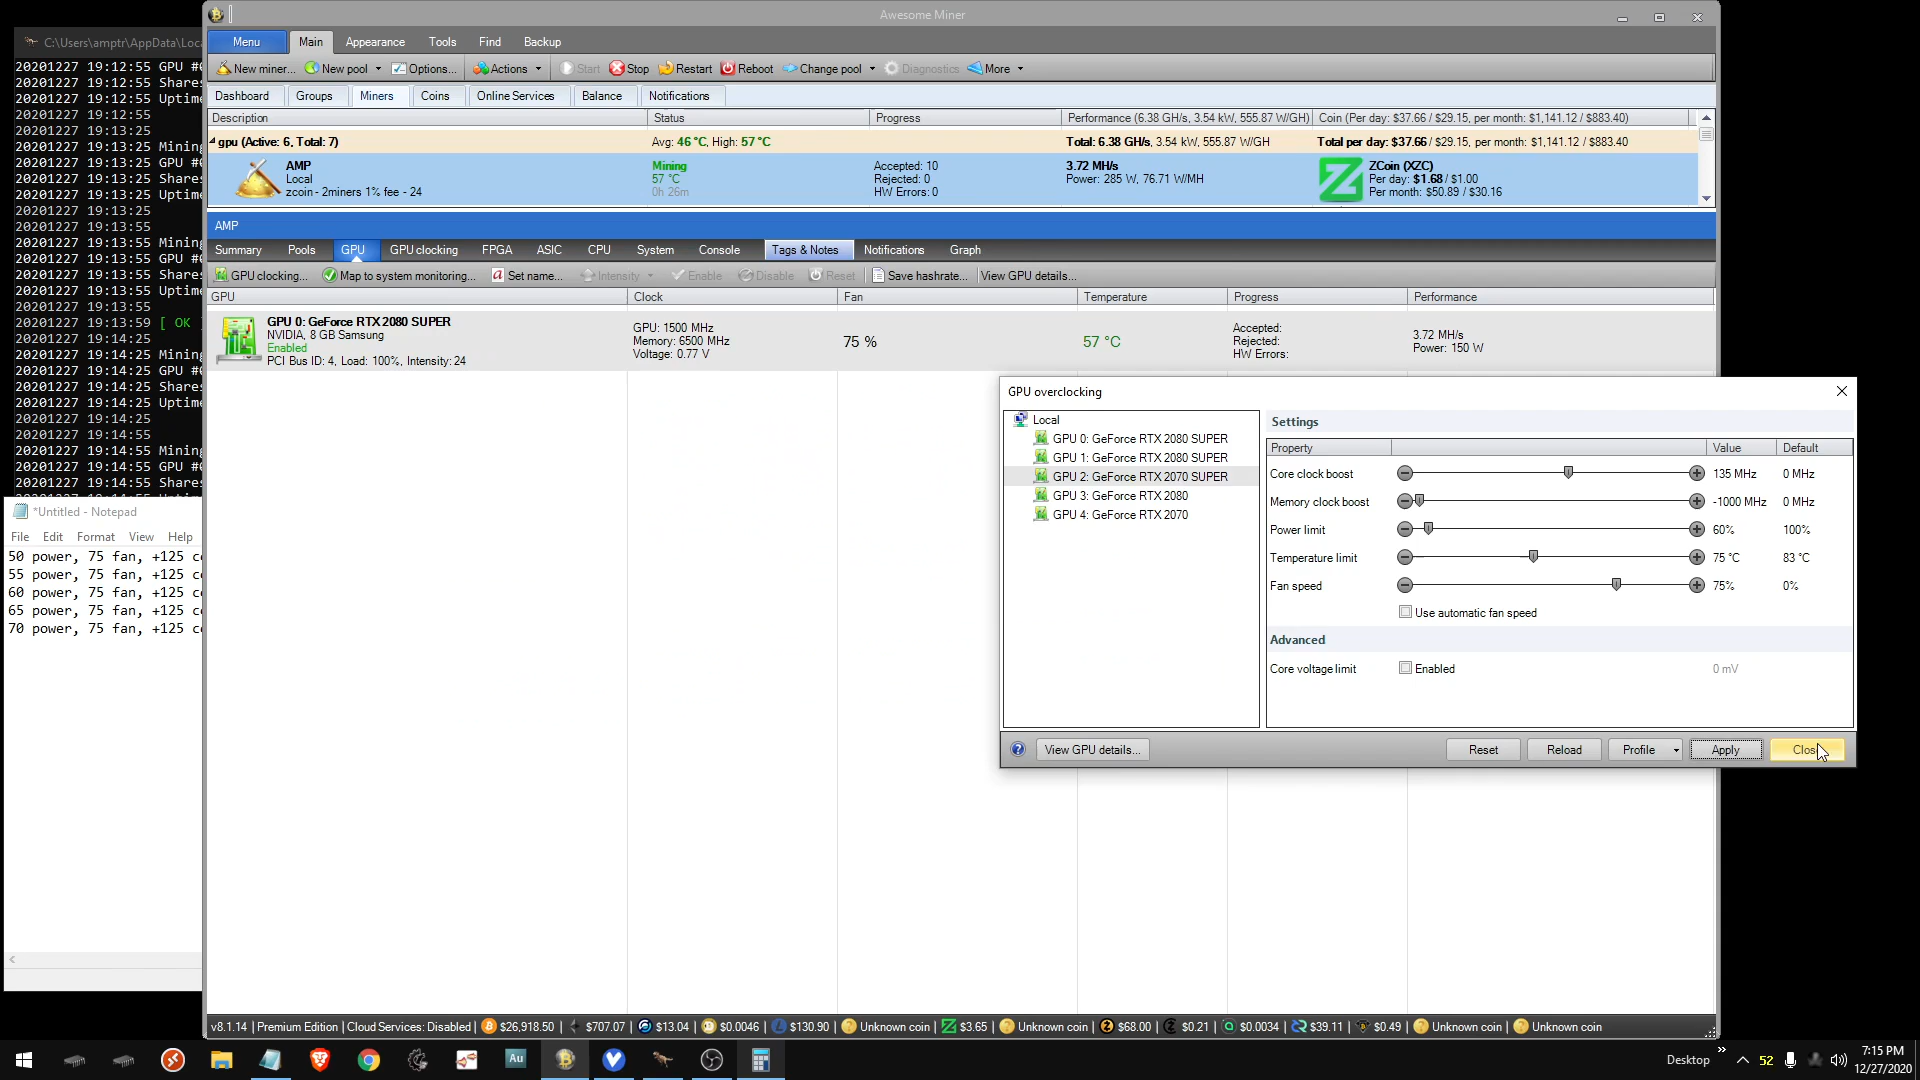 Awesome Miner
C:\Users\amptr\AppData\Loc
Menu Main Appearance Tools Find Backup
New miner... New pool Options... Actions Start Stop Restart Reboot Change pool Diagnostics More
Dashboard Groups Miners Coins Online Services Balance Notifications
Description Status Progress Performance (6.38 GH/s, 3.54 kW, 555.87 W/GH) Coin (Per day: $37.66 / $29.15, per month: $1,141.12 / $883.40)
gpu (Active: 6, Total: 7) Avg: 46 °C, High: 57 °C Total: 6.38 GH/s, 3.54 kW, 555.87 W/GH Total per day: $37.66 / $29.15, per month: $1,141.12 / $883.40
AMP Mining Accepted: 10 3.72 MH/s ZCoin (XZC)
Local 57 °C Rejected: 0 Power: 285 W, 76.71 W/MH Per day: $1.68 / $1.00
zcoin - 2miners 1% fee - 24 0h 26m HW Errors: 0 Per month: $50.89 / $30.16
AMP
Summary Pools GPU GPU clocking FPGA ASIC CPU System Console Tags & Notes Notifications Graph
GPU clocking... Map to system monitoring... Set name... Intensity Enable Disable Reset Save hashrate... View GPU details...
GPU Clock Fan Temperature Progress Performance
GPU 0: GeForce RTX 2080 SUPER
NVIDIA, 8 GB Samsung
Enabled
PCI Bus ID: 4, Load: 100%, Intensity: 24
GPU: 1500 MHz
Memory: 6500 MHz
Voltage: 0.77 V
75 %
57 °C
Accepted:
Rejected:
HW Errors:
3.72 MH/s
Power: 150 W
20201227 19:12:55 GPU #
20201227 19:12:55 Shares
20201227 19:12:55 Uptime
20201227 19:12:55
20201227 19:13:25
20201227 19:13:25 Mining
20201227 19:13:25 GPU #
20201227 19:13:25 Shares
20201227 19:13:25 Uptime
20201227 19:13:25
20201227 19:13:55
20201227 19:13:55 Mining
20201227 19:13:55 GPU #
20201227 19:13:55 Shares
20201227 19:13:55 Uptime
20201227 19:13:55
20201227 19:13:59 [ OK
20201227 19:14:25
20201227 19:14:25 Mining
20201227 19:14:25 GPU #
20201227 19:14:25 Shares
20201227 19:14:25 Uptime
20201227 19:14:25
20201227 19:14:55
20201227 19:14:55 Mining
20201227 19:14:55 GPU #
20201227 19:14:55 Shares
*Untitled - Notepad
File Edit Format View Help
50 power, 75 fan, +125 c
55 power, 75 fan, +125 c
60 power, 75 fan, +125 c
65 power, 75 fan, +125 c
70 power, 75 fan, +125 c
GPU overclocking
Local
GPU 0: GeForce RTX 2080 SUPER
GPU 1: GeForce RTX 2080 SUPER
GPU 2: GeForce RTX 2070 SUPER
GPU 3: GeForce RTX 2080
GPU 4: GeForce RTX 2070
Settings
Property Value Default
Core clock boost 135 MHz 0 MHz
Memory clock boost -1000 MHz 0 MHz
Power limit 60% 100%
Temperature limit 75 °C 83 °C
Fan speed 75% 0%
Use automatic fan speed
Advanced
Core voltage limit Enabled 0 mV
View GPU details... Reset Reload Profile Apply Clos
v8.1.14 Premium Edition Cloud Services: Disabled $26,918.50 $707.07 $13.04 $0.0046 $130.90 Unknown coin $3.65 Unknown coin $68.00 $0.21 $0.0034 $39.11 $0.49 Unknown coin Unknown coin
Au
Desktop » 52 7:15 PM
12/27/2020